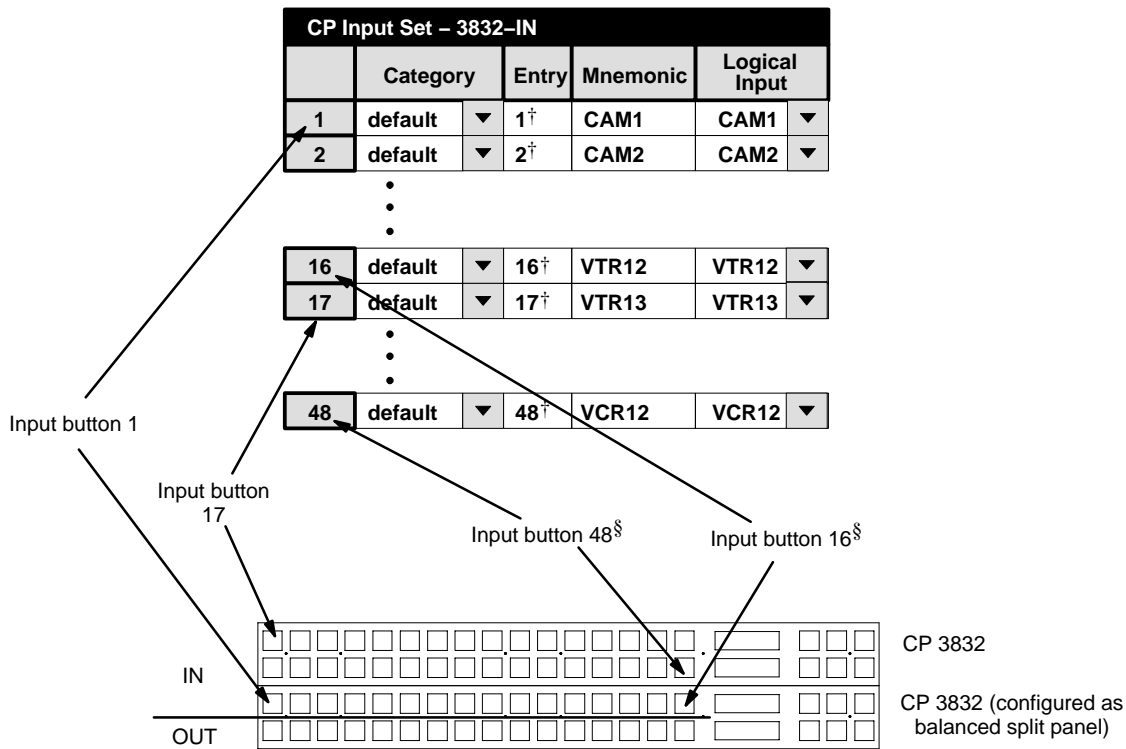 CP Input Set – 3832–IN
Category Entry Mnemonic Logical Input
1 default 1† CAM1 CAM1
2 default 2† CAM2 CAM2
16 default 16† VTR12 VTR12
17 default 17† VTR13 VTR13
48 default 48† VCR12 VCR12
Input button 1
Input button
17
Input button 48§
Input button 16§
CP 3832
IN
CP 3832 (configured as
balanced split panel)
OUT